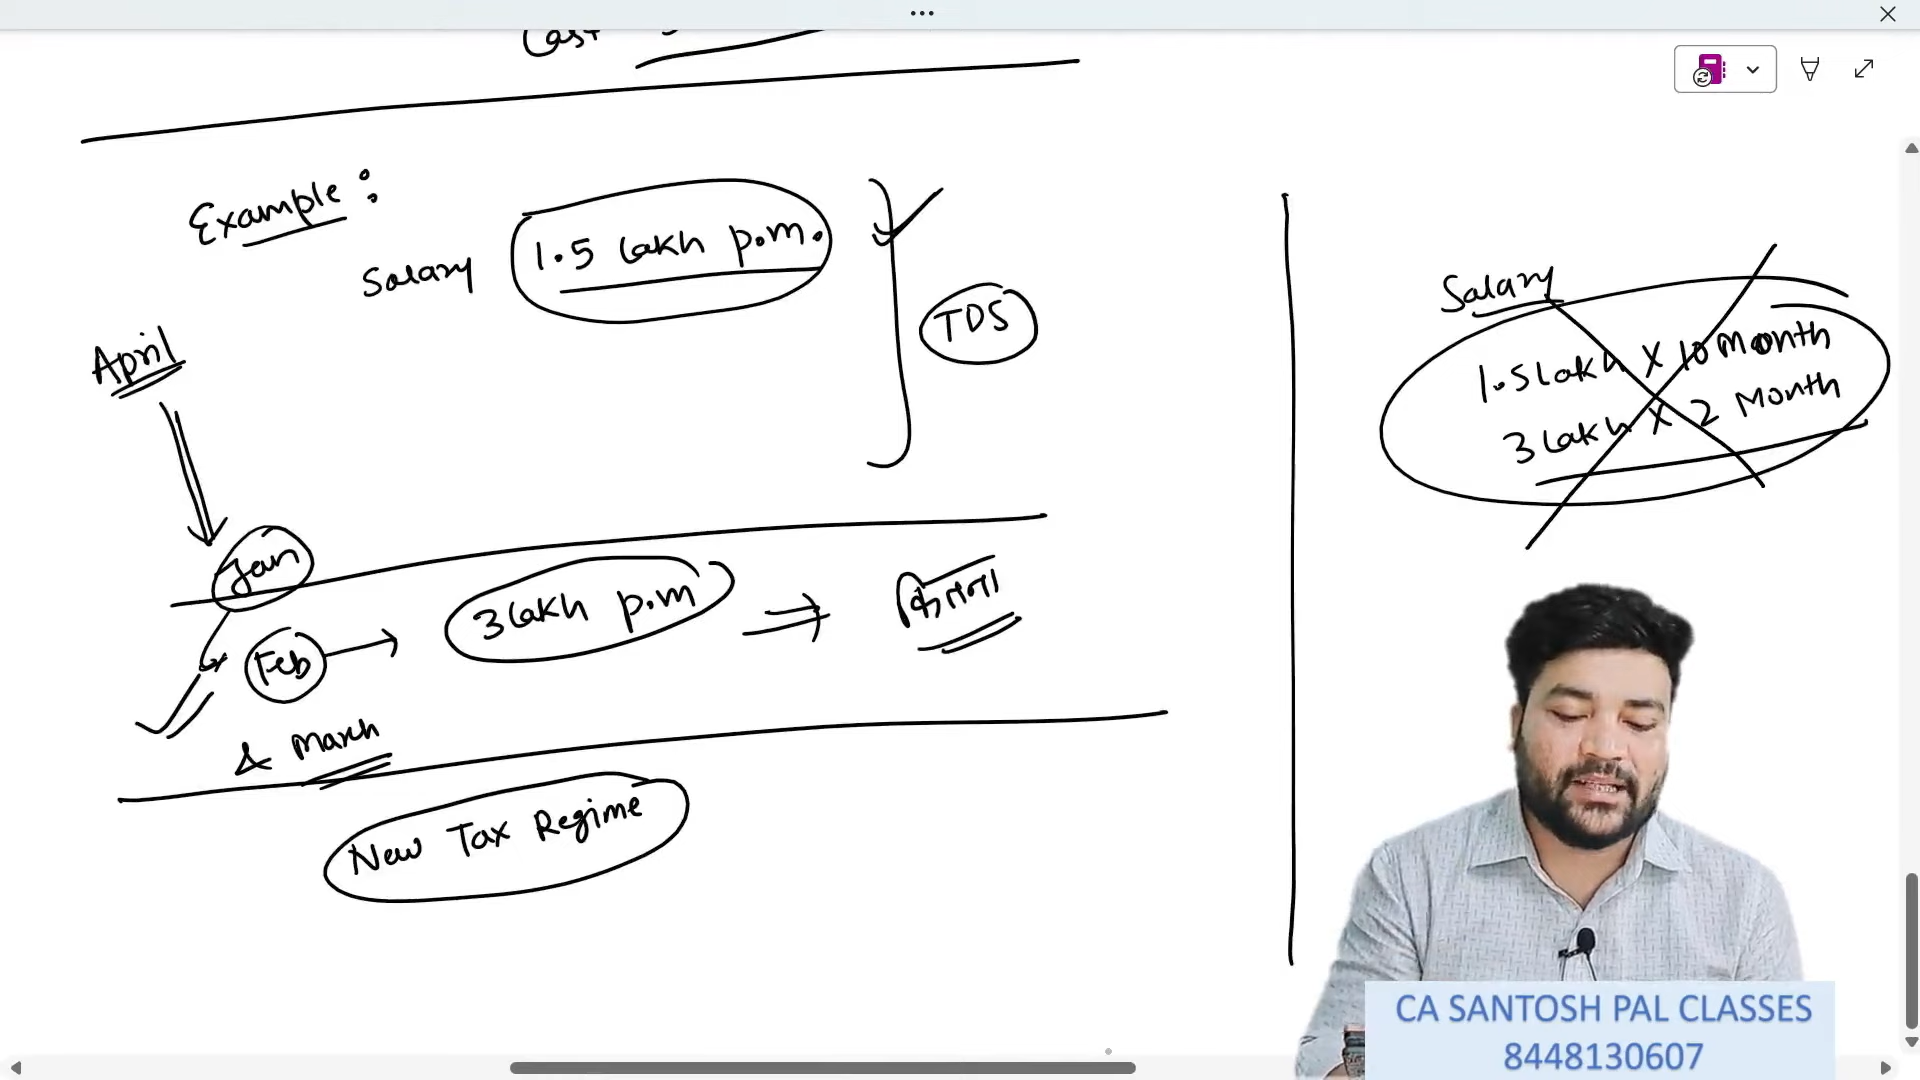 Last
Example :
Salary 1.5 Lakh p.m.
TDS
April
Jan
Feb → 3 Lakh p.m ⇒ कितना
& March
New Tax Regime
Salary
1.5 Lakh X 10 Month
3 Lakh X 2 Month
CA SANTOSH PAL CLASSES
8448130607